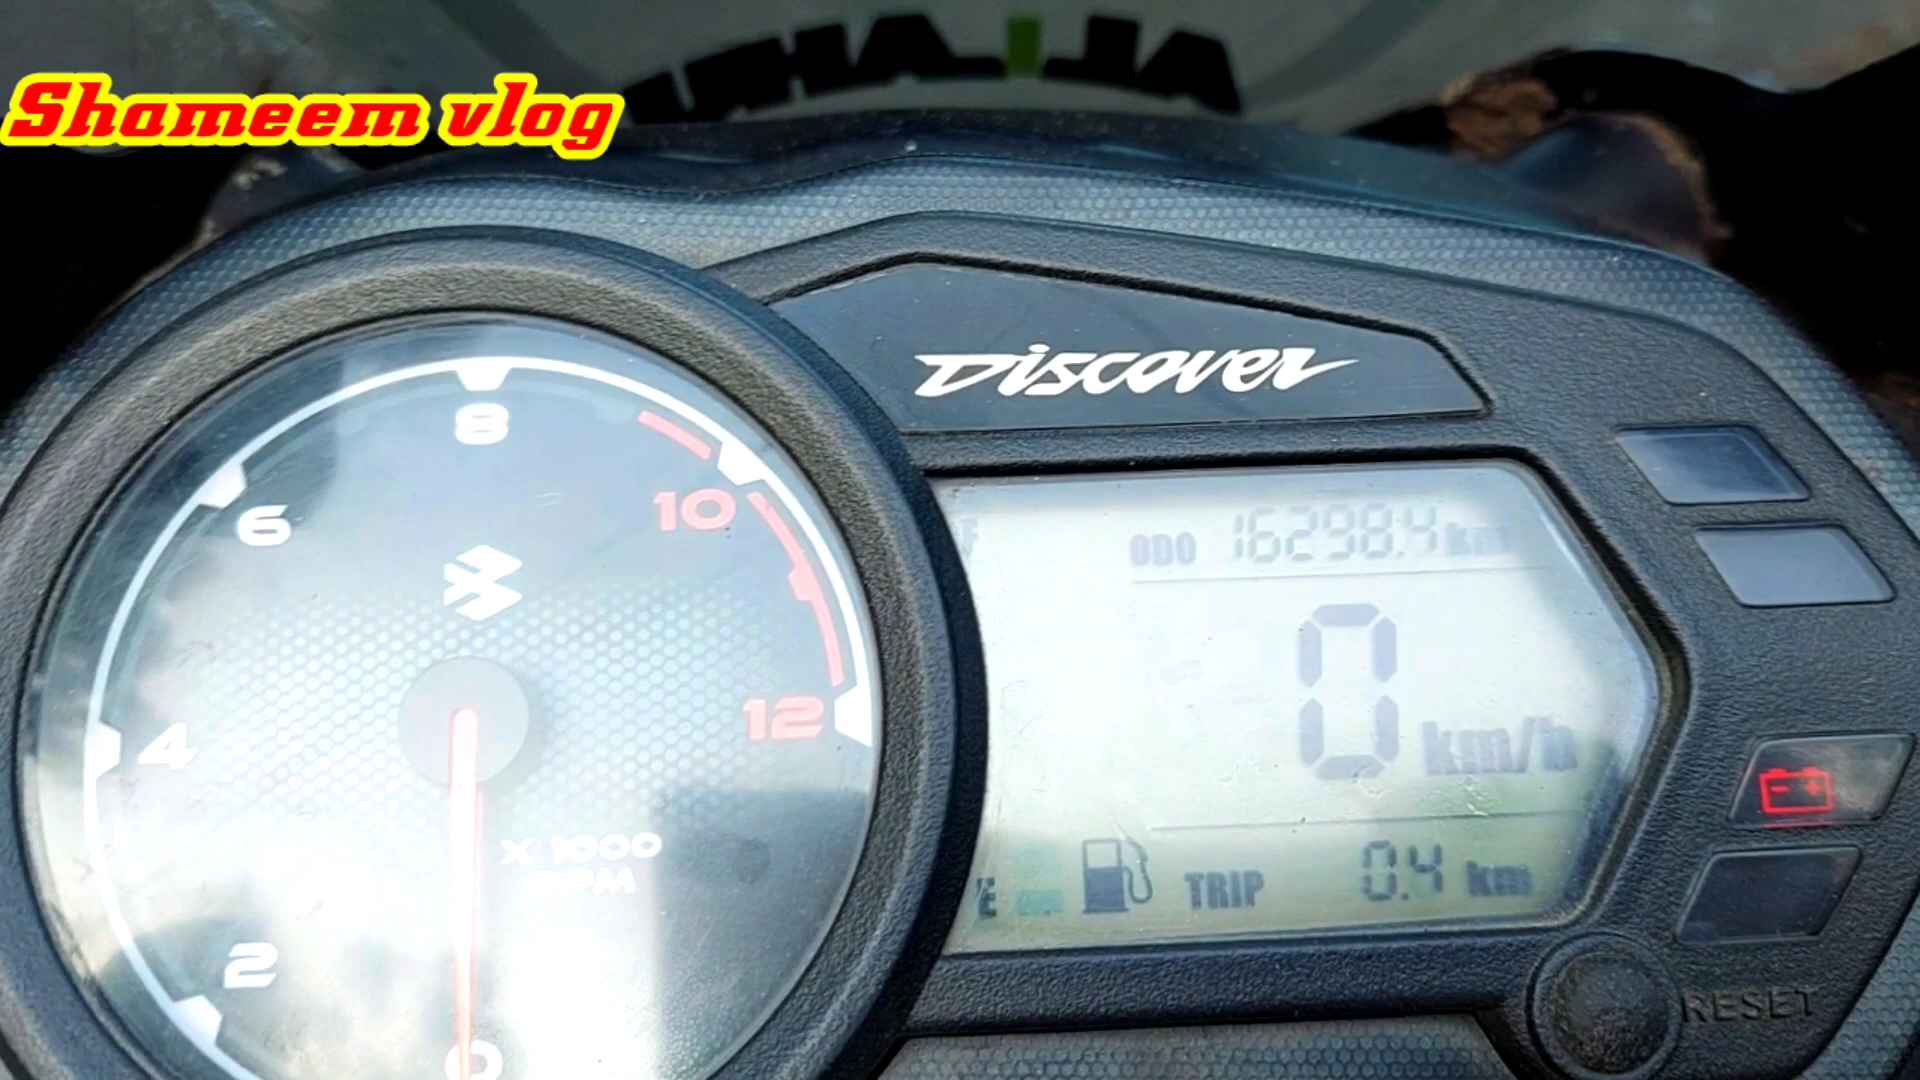 Shameem vlog
Discover
8
6
10
ODO 16298.4 km
0 km/h
4
12
X 1000
RPM
E TRIP 0.4 km
2
RESET
0